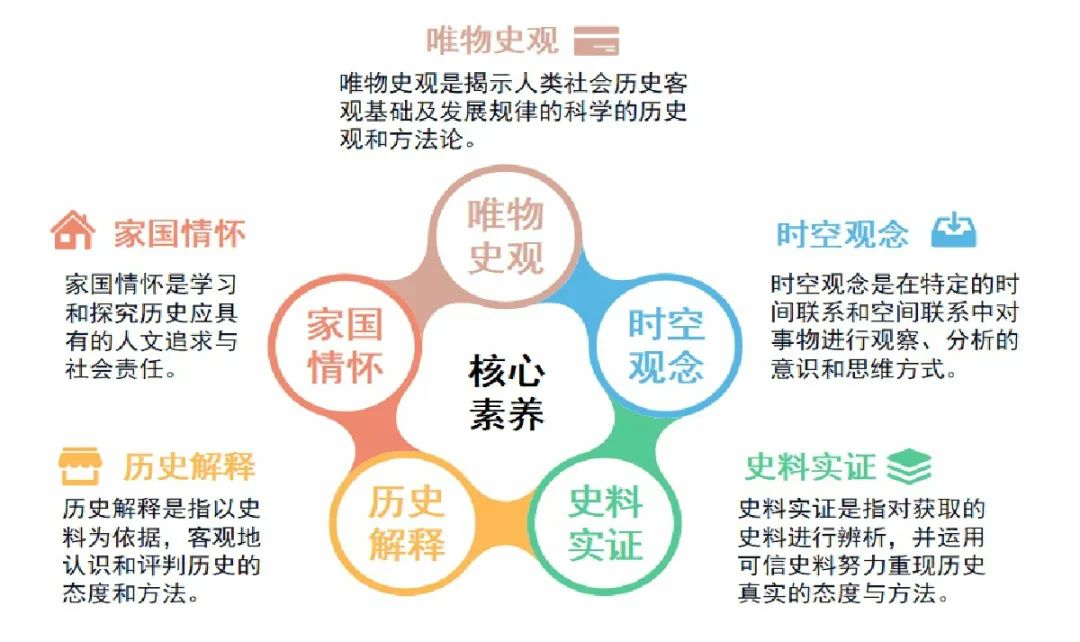 唯物史观
唯物史观是揭示人类社会历史客
观基础及发展规律的科学的历史
观和方法论。
唯物
史观
家国情怀
家国情怀是学习
和探究历史应具
有的人文追求与
社会责任。
家国
情怀
时空观念
时空观念是在特定的时
间联系和空间联系中对
事物进行观察、分析的
意识和思维方式。
时空
观念
核心
素养
历史解释
历史解释是指以史
料为依据，客观地
认识和评判历史的
态度和方法。
历史
解释
史料实证
史料实证是指对获取的
史料进行辨析，并运用
可信史料努力重现历史
真实的态度与方法。
史料
实证